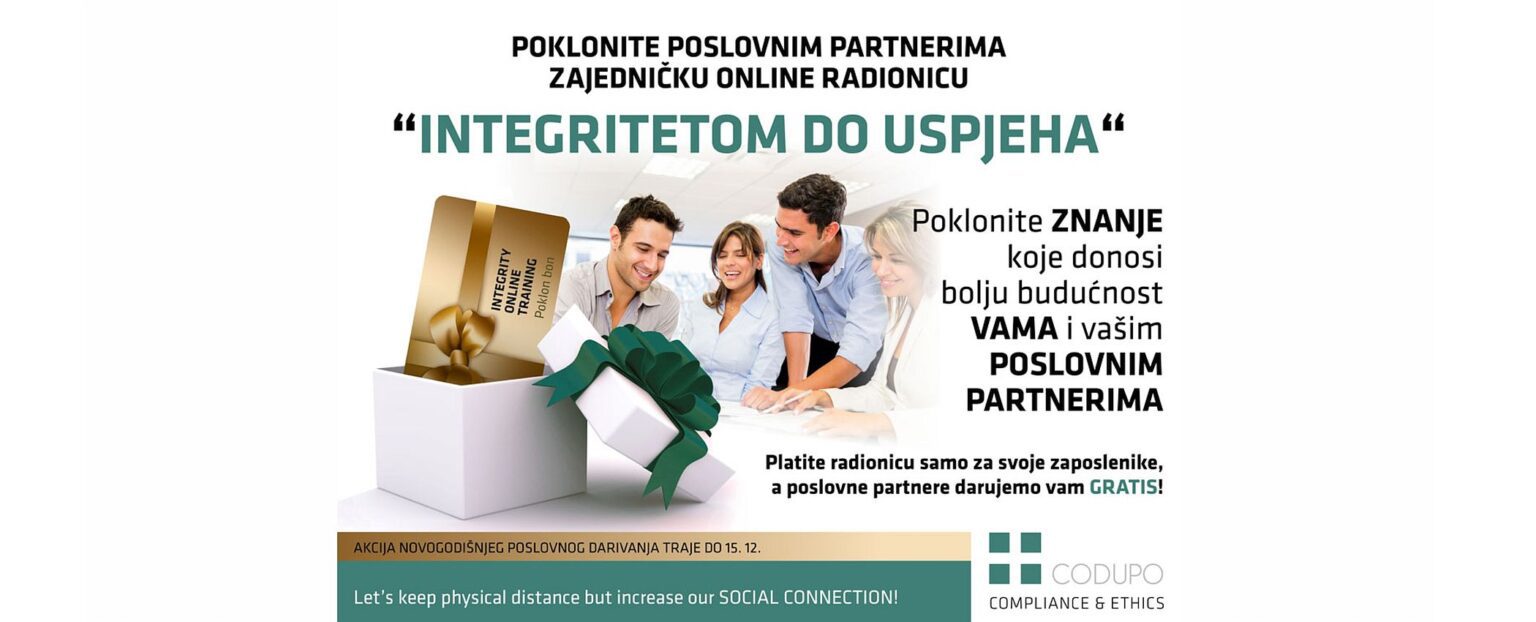 POKLONITE POSLOVNIM PARTNERIMA
ZAJEDNIČKU ONLINE RADIONICU
“INTEGRITETOM DO USPJEHA“
INTEGRITY
ONLINE
TRAINING
Poklon bon
Poklonite ZNANJE
koje donosi
bolju budućnost
VAMA i vašim
POSLOVNIM
PARTNERIMA
Platite radionicu samo za svoje zaposlenike,
a poslovne partnere darujemo vam GRATIS!
AKCIJA NOVOGODIŠNJEG POSLOVNOG DARIVANJA TRAJE DO 15. 12.
Let’s keep physical distance but increase our SOCIAL CONNECTION!
CODUPO
COMPLIANCE & ETHICS